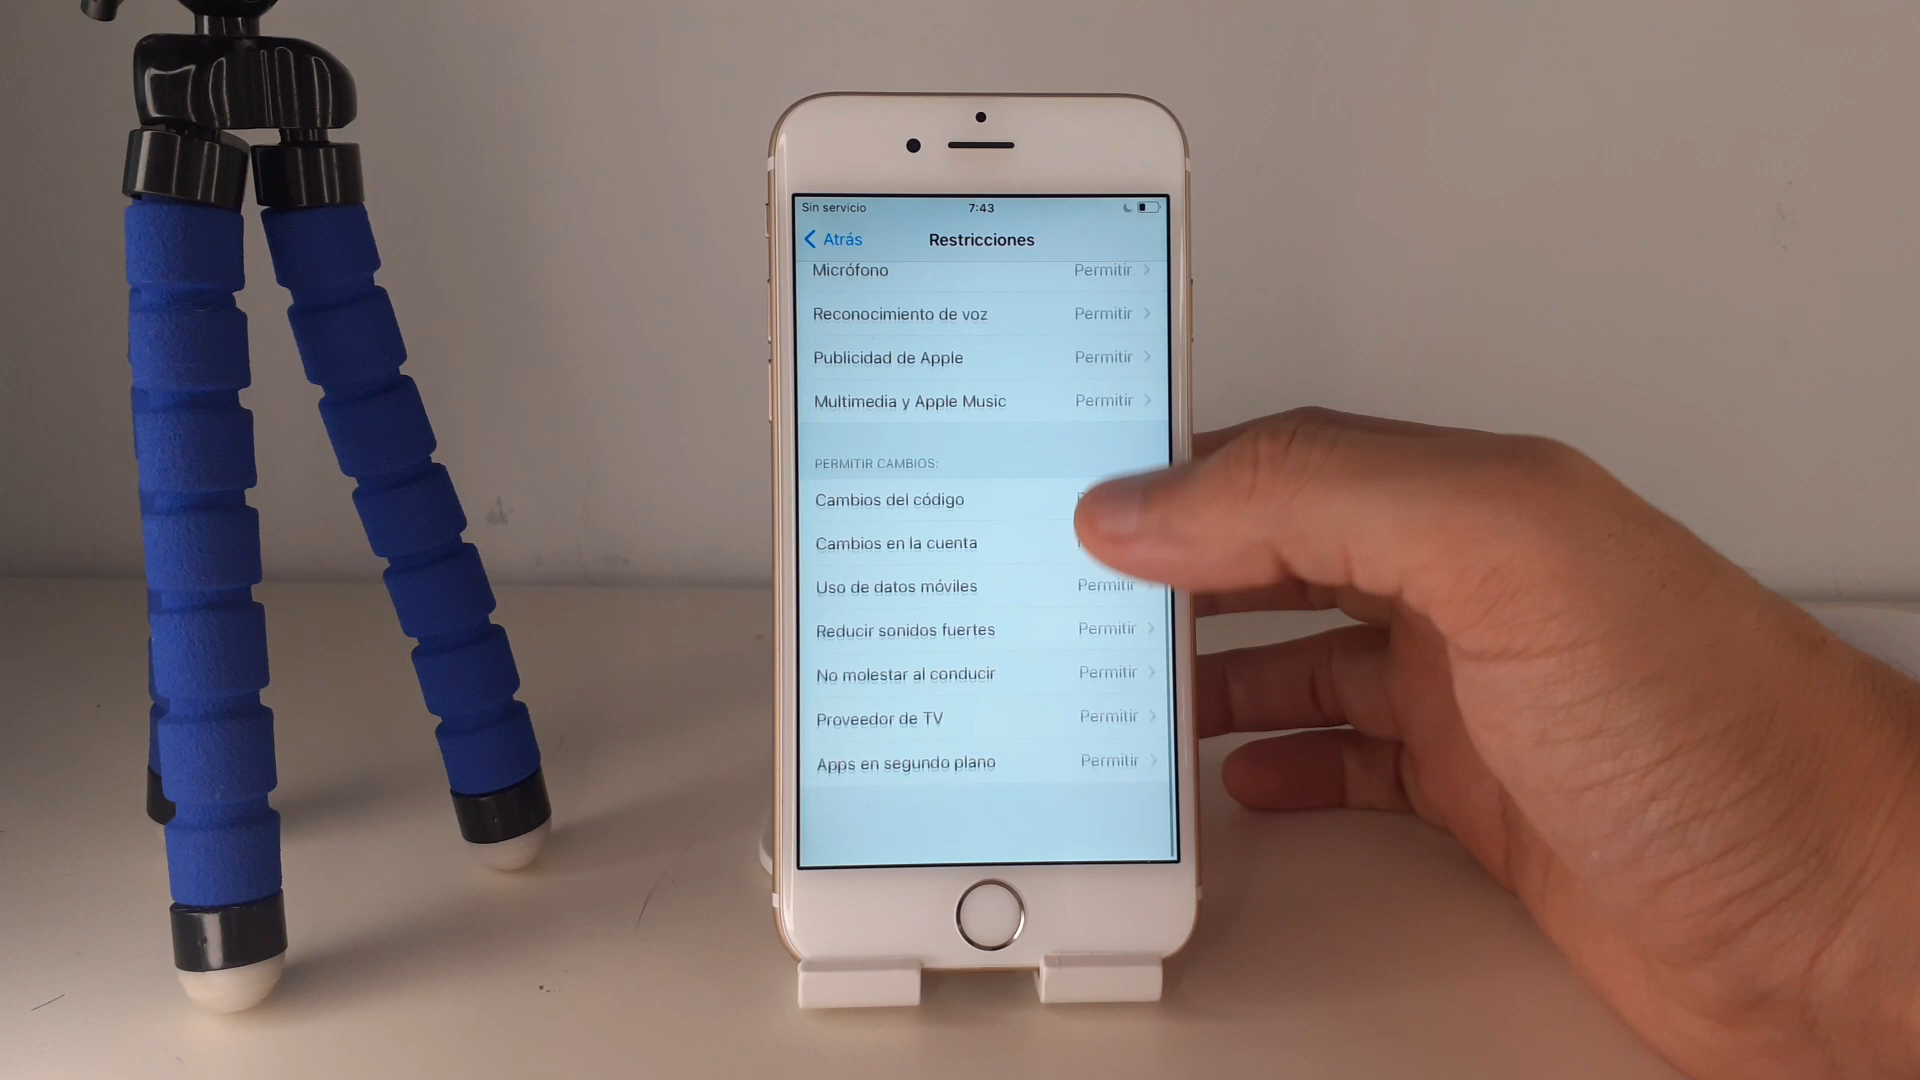 Sin servicio 7:43
Atrás Restricciones
Micrófono Permitir
Reconocimiento de voz Permitir
Publicidad de Apple Permitir
Multimedia y Apple Music Permitir
PERMITIR CAMBIOS:
Cambios del código
Cambios en la cuenta
Uso de datos móviles Permitir
Reducir sonidos fuertes Permitir
No molestar al conducir Permitir
Proveedor de TV Permitir
Apps en segundo plano Permitir